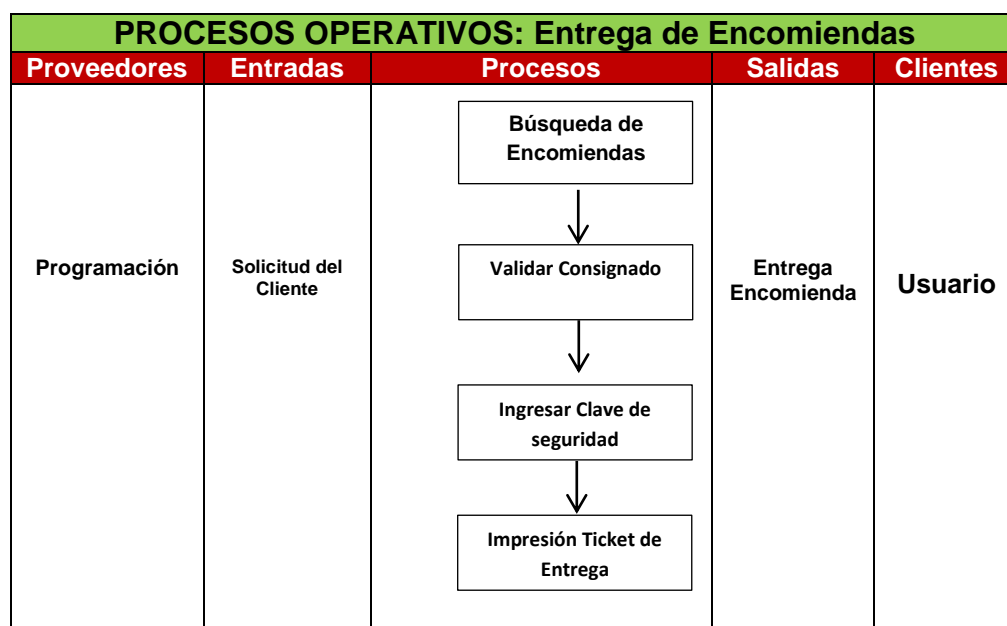 PROCESOS OPERATIVOS: Entrega de Encomiendas
Proveedores Entradas Procesos Salidas Clientes
Programación
Solicitud del
Cliente
Búsqueda de
Encomiendas
Validar Consignado
Ingresar Clave de
seguridad
Impresión Ticket de
Entrega
Entrega
Encomienda
Usuario